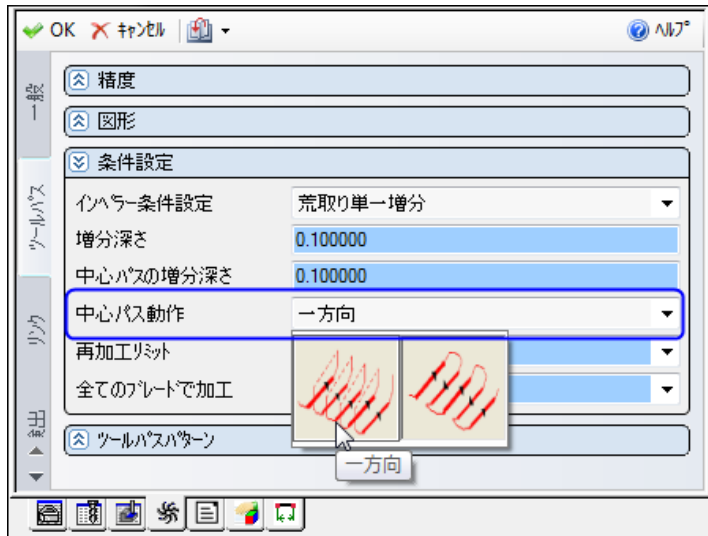 OK キャンセル ヘルプ
一般
精度
図形
条件設定
ツールパス
インペラー条件設定 荒取り単一増分
増分深さ 0.100000
中心パスの増分深さ 0.100000
中心パス動作 一方向
リンク
再加工リミット
全てのブレードで加工
ツールパスパターン
一方向